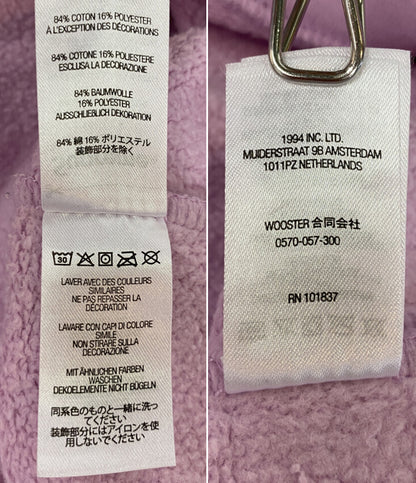 84% COTON 16% POLYESTER
À L'EXCEPTION DES DÉCORATIONS
84% COTONE 16% POLIESTERE
ESCLUSA LA DECORAZIONE
84% BAUMWOLLE
16% POLYESTER
AUSSCHLIEßLICH DEKORATION
84% 綿 16% ポリエステル
装飾部分を除く
30
LAVER AVEC DES COULEURS
SIMILAIRES
NE PAS REPASSER LA
DÉCORATION
LAVARE CON CAPI DI COLORE
SIMILE
NON STIRARE SULLA
DECORAZIONE
MIT ÄHNLICHEN FARBEN
WASCHEN
DEKOELEMENTE NICHT BÜGELN
同系色のものと一緒に洗っ
てください
装飾部分にはアイロンを使
用しないでください
1994 INC. LTD.
MUIDERSTRAAT 9B AMSTERDAM
1011PZ NETHERLANDS
WOOSTER 合同会社
0570-057-300
RN 101837